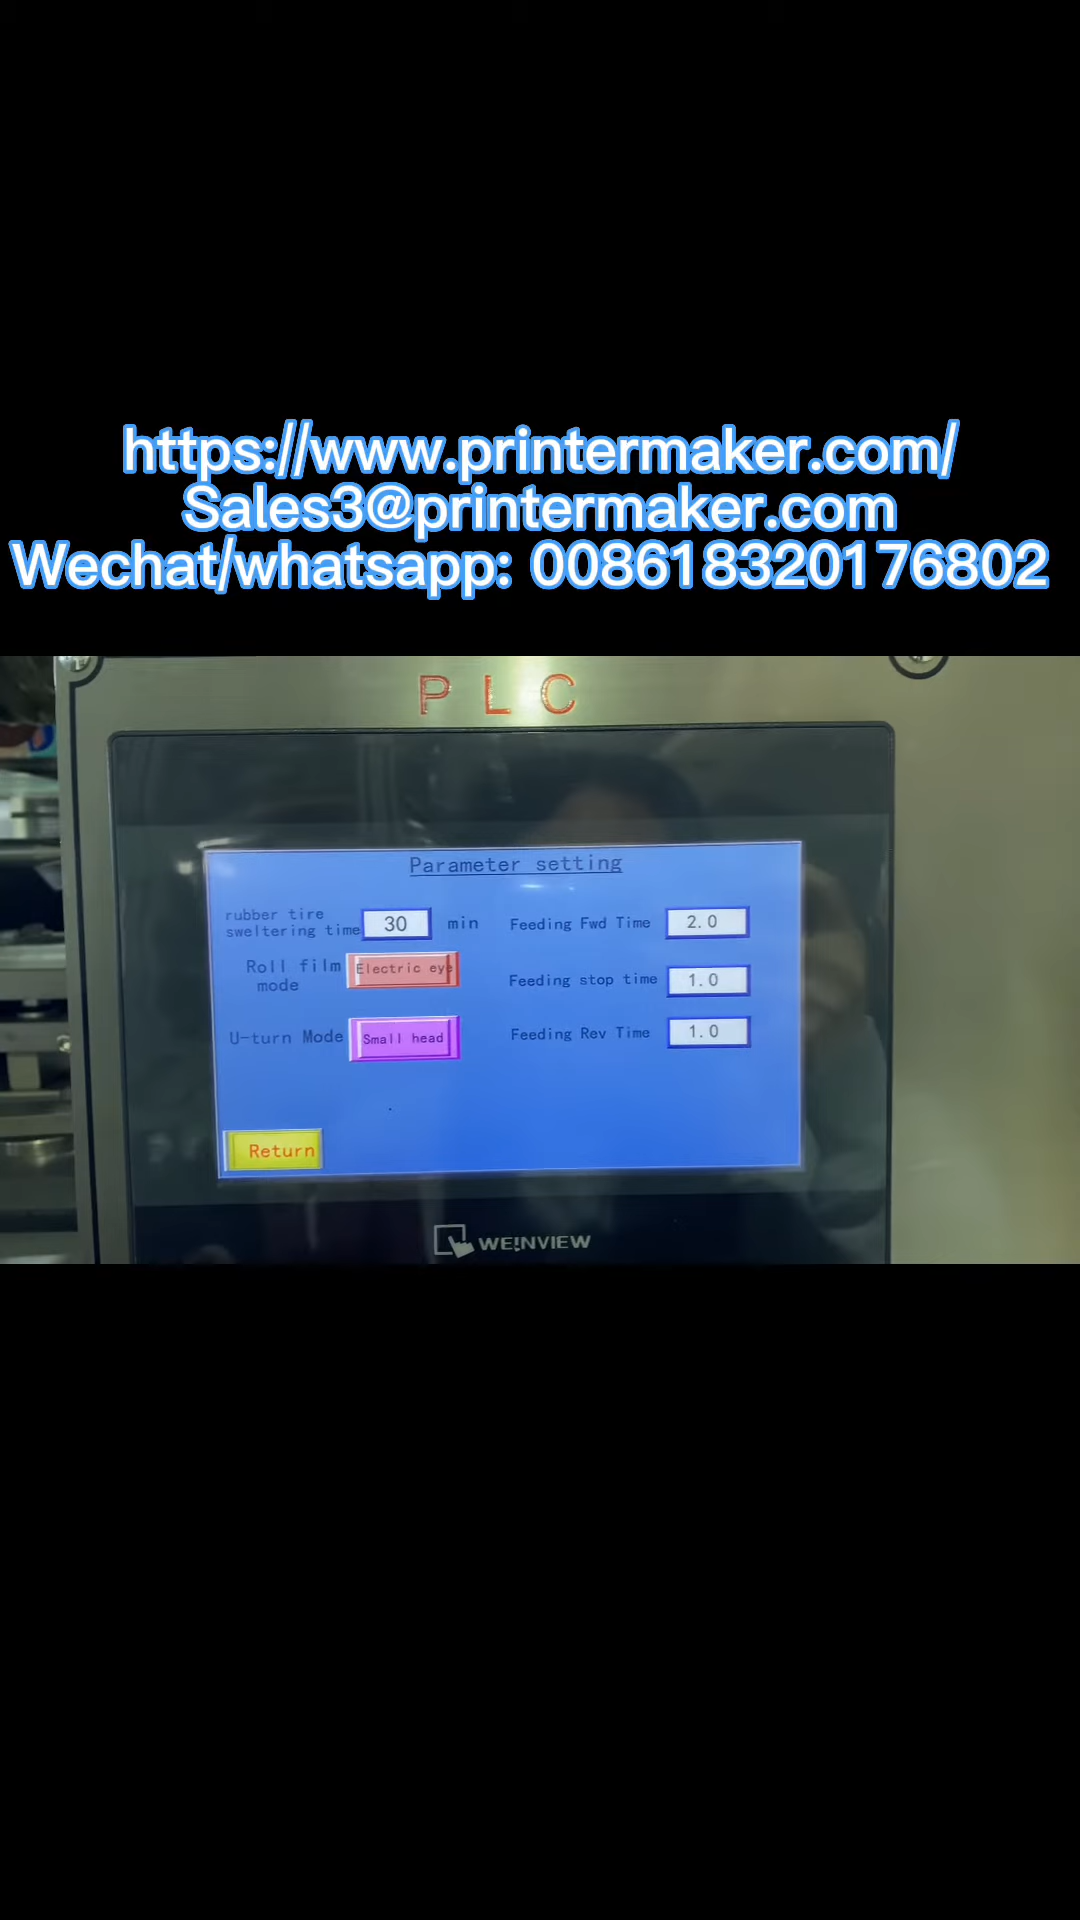 https://www.printermaker.com/
Sales3@printermaker.com
Wechat/whatsapp: 008618320176802
PLC
Parameter setting
rubber tire
sweltering time 30 min
Feeding Fwd Time 2.0
Roll film
mode
Electric eye
Feeding stop time 1.0
U-turn Mode Small head
Feeding Rev Time 1.0
Return
WE!NVIEW